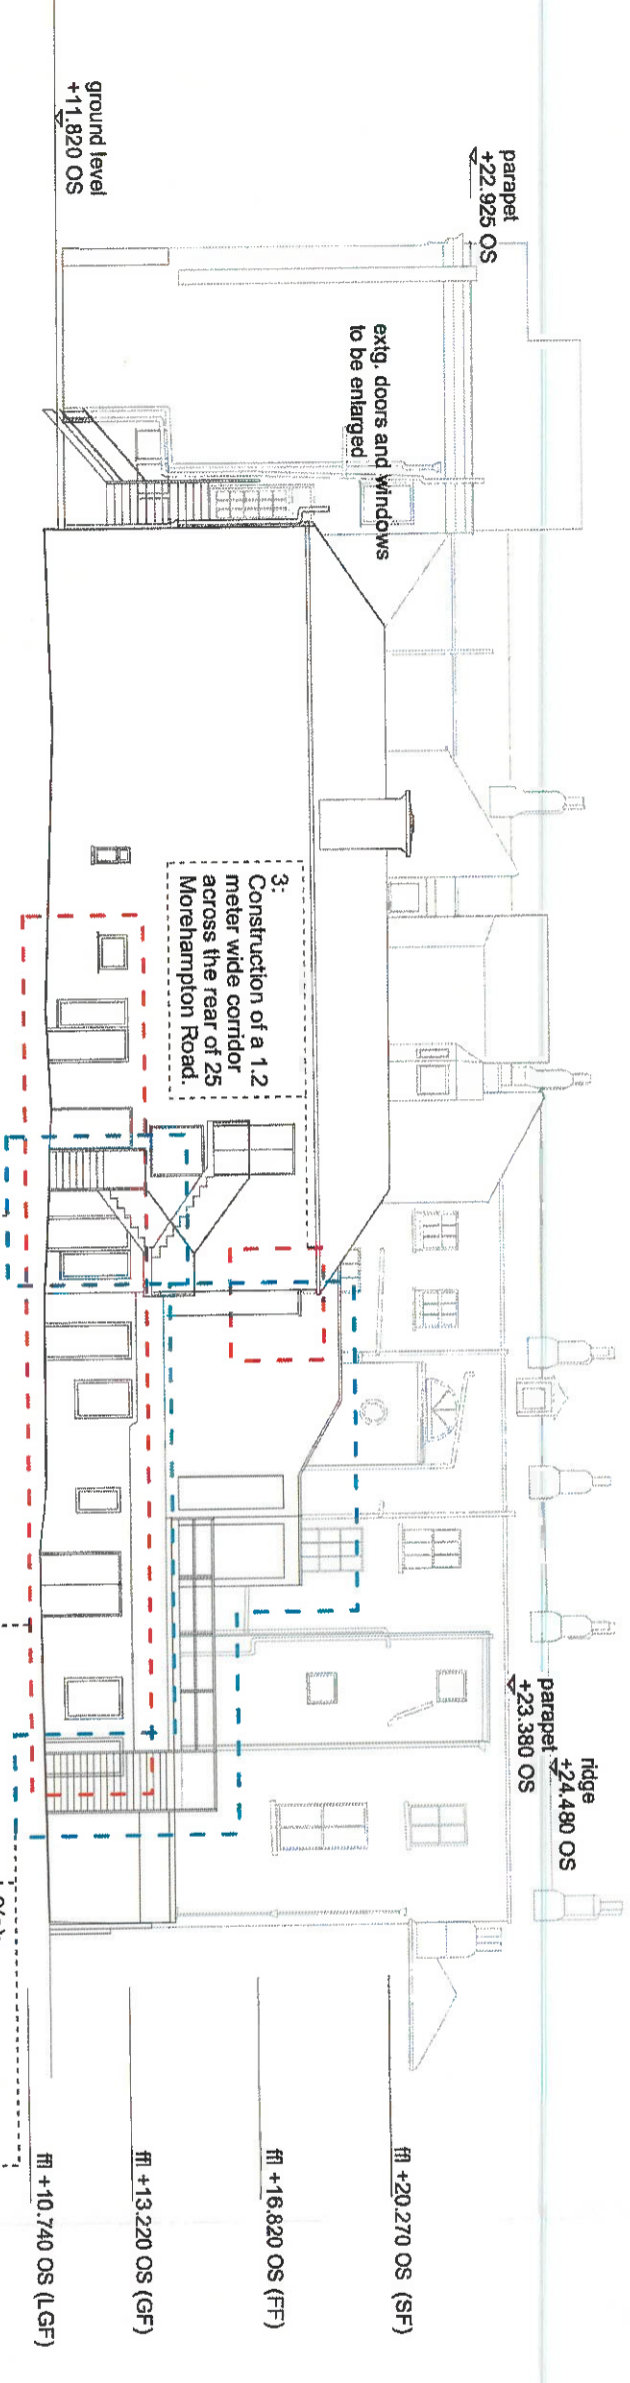 parapet
+22.925 OS
ground level
+11.820 OS
extg. doors and windows
to be enlarged
3:
Construction of a 1.2
meter wide corridor
across the rear of 25
Morehampton Road.
ridge
+24.480 OS
parapet
+23.380 OS
ffl +20.270 OS (SF)
ffl +16.820 OS (FF)
ffl +13.220 OS (GF)
ffl +10.740 OS (LGF)